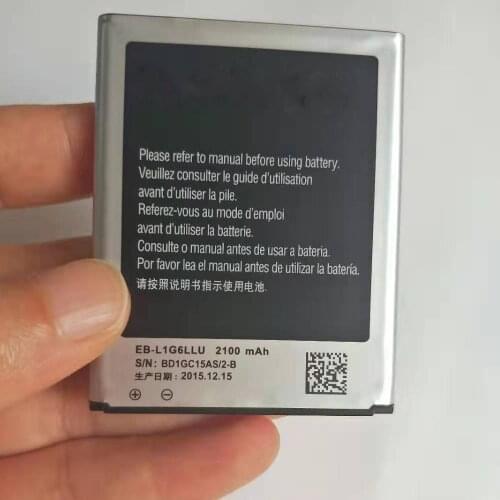 Please refer to manual before using battery.
Veuillez consulter le guide d'utilisation
avant d'utiliser la pile.
Referez-vous au mode d'emploi
avant d'utiliser la batterie.
Consulte o manual antes de usar a bateria.
Por favor lea el manual antes de utilizar la batería.
请按照说明书指示使用电池.
EB-L1G6LLU 2100 mAh
S/N: BD1GC15AS/2-B
生产日期: 2015.12.15